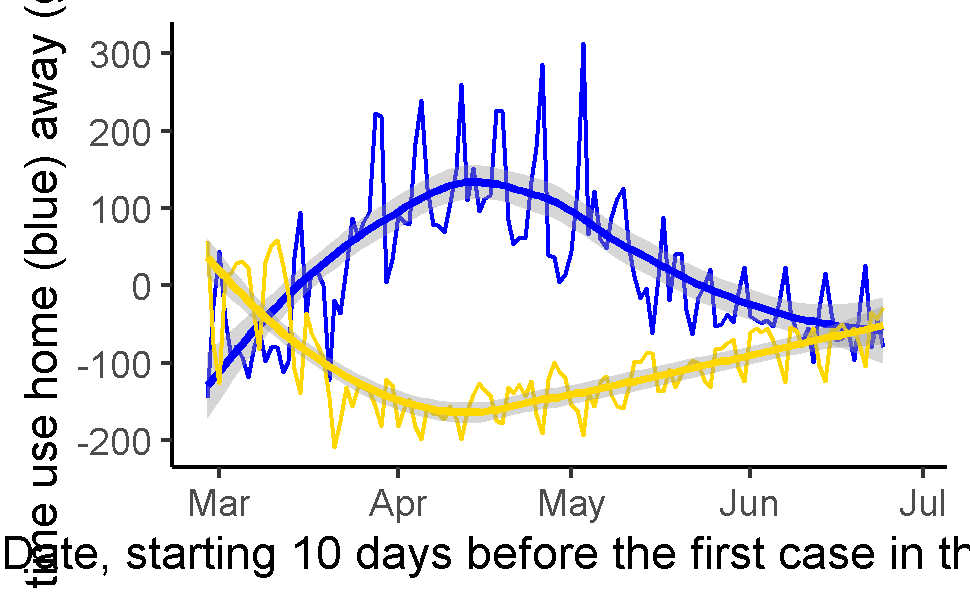 time use home (blue) away (
300
200
100
0
-100
-200
Mar Apr May Jun Jul
Date, starting 10 days before the first case in th